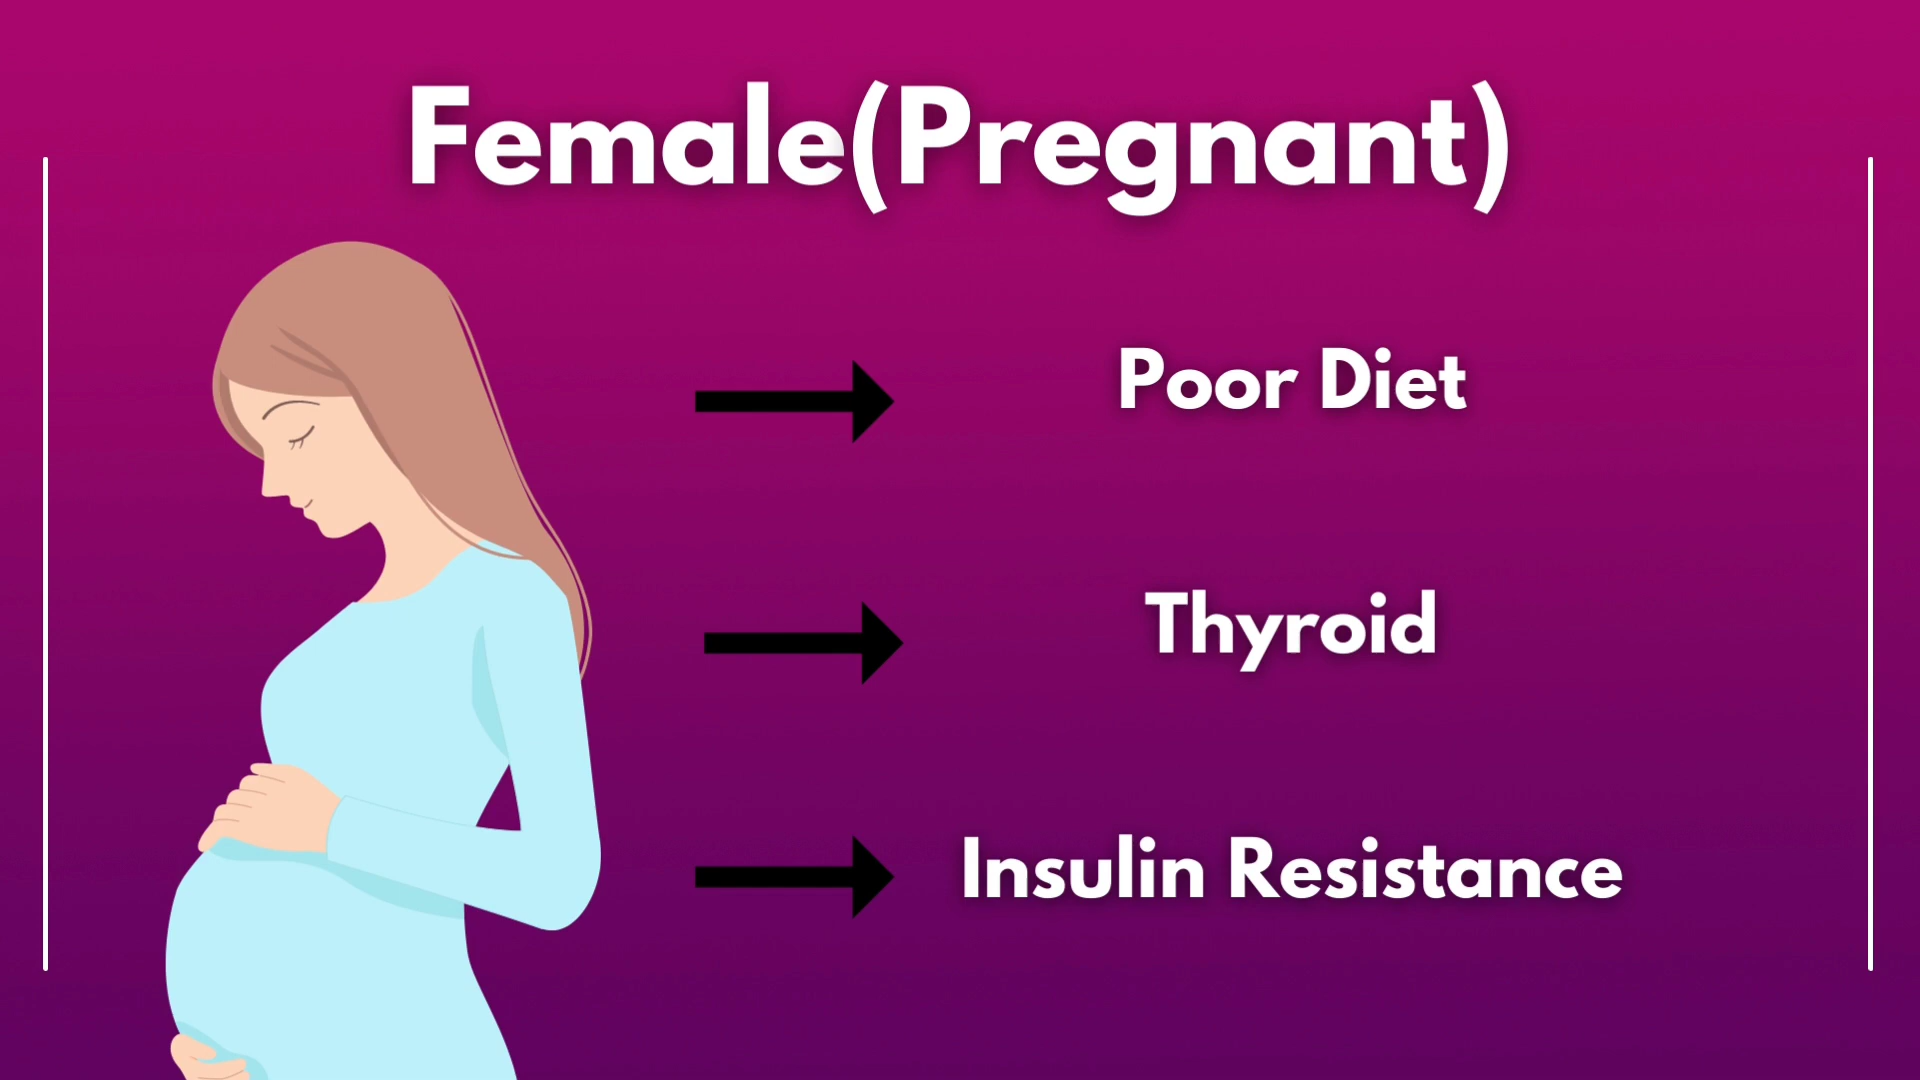 Female(Pregnant)
Poor Diet
Thyroid
Insulin Resistance